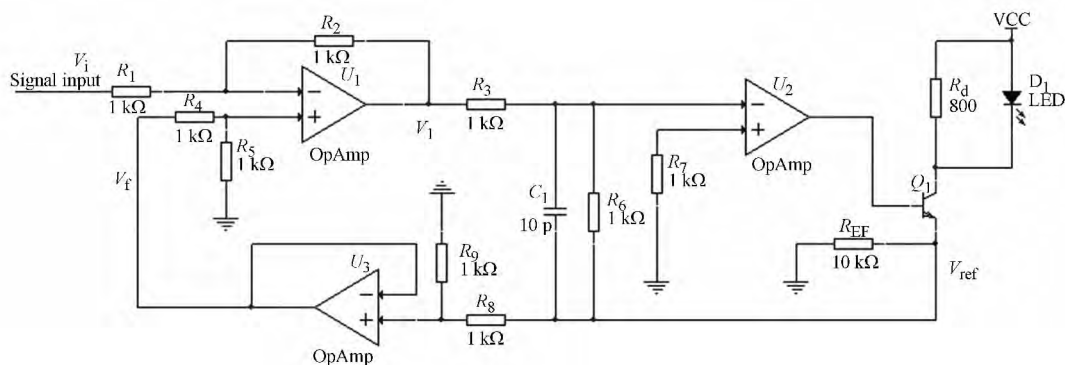 VCC
R2
1 kΩ
Vi
Signal input
R1
1 kΩ
R4
1 kΩ
U1
OpAmp
R5
1 kΩ
V1
R3
1 kΩ
U2
OpAmp
Rd
800
D1
LED
Vf
R7
1 kΩ
Q1
C1
10 p
R6
1 kΩ
REF
10 kΩ
Vref
U3
OpAmp
R9
1 kΩ
R8
1 kΩ